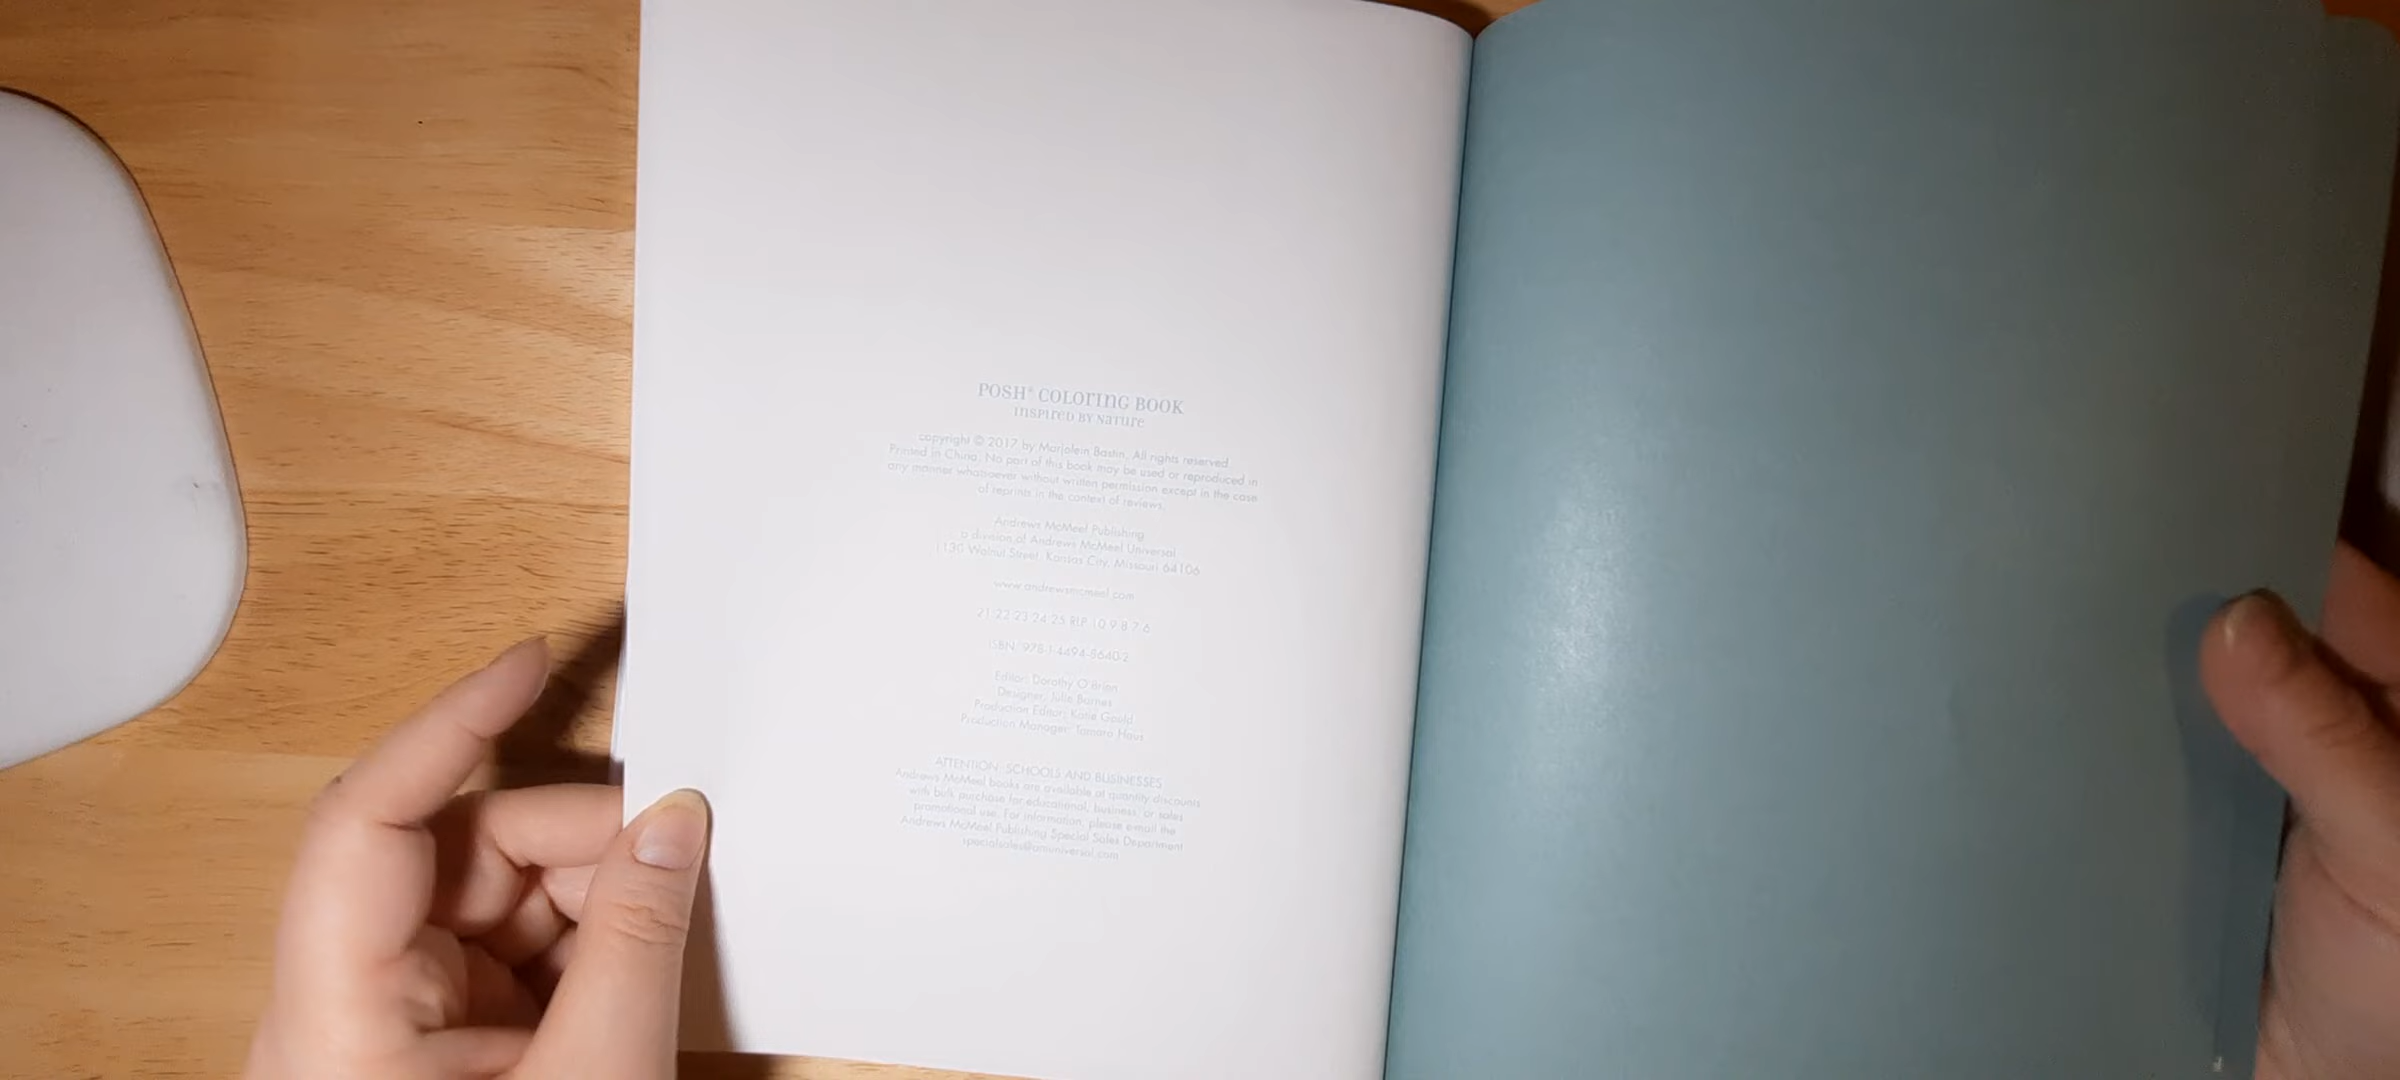 POSH® COLORING BOOK
INSPIRED BY NATURE
copyright © 2017 by Marjolein Bastin. All rights reserved.
Printed in China. No part of this book may be used or reproduced in
any manner whatsoever without written permission except in the case
of reprints in the context of reviews.
Andrews McMeel Publishing
a division of Andrews McMeel Universal
1130 Walnut Street, Kansas City, Missouri 64106
www.andrewsmcmeel.com
21 22 23 24 25 RLP 10 9 8 7 6
ISBN: 978-1-4494-8640-2
Editor: Dorothy O'Brien
Designer: Julie Barnes
Production Editor: Katie Gould
Production Manager: Tamara Haus
ATTENTION: SCHOOLS AND BUSINESSES
Andrews McMeel books are available at quantity discounts
with bulk purchase for educational, business, or sales
promotional use. For information, please e-mail the
Andrews McMeel Publishing Special Sales Department:
specialsales@amuniversal.com